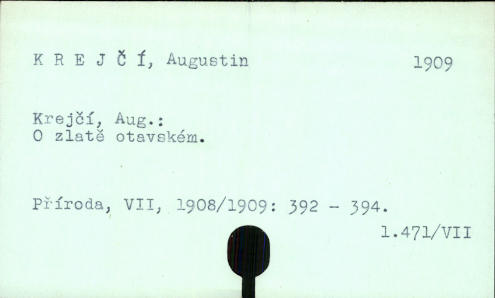 K R E J Č Í, Augustin 1909
Krejčí, Aug.:
O zlatě otavském.
Příroda, VII, 1908/1909: 392 - 394.
1.471/VII